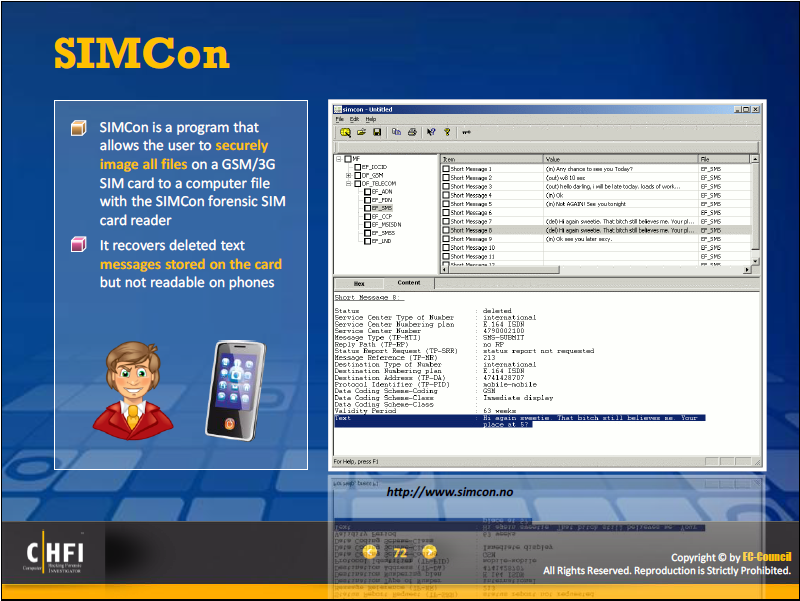 SIMCon
SIMCon is a program that
allows the user to securely
image all files on a GSM/3G
SIM card to a computer file
with the SIMCon forensic SIM
card reader
It recovers deleted text
messages stored on the card
but not readable on phones
simcon - Untitled
File Edit Help
MF
EF_ICCID
DF_GSM
DF_TELECOM
EF_ADN
EF_FDN
EF_SMS
EF_CCP
EF_MSISDN
EF_SMSS
EF_LND
Item Value File
Short Message 1 (in) Any chance to see you Today? EF_SMS
Short Message 2 (out) will 10 sec EF_SMS
Short Message 3 (out) hello darling, i will be late today. loads of work... EF_SMS
Short Message 4 (in) Ok EF_SMS
Short Message 5 (in) Not AGAIN! See you tonight EF_SMS
Short Message 6 EF_SMS
Short Message 7 (del) Hi again sweetie. That bitch still believes me. Your pl... EF_SMS
Short Message 8 (del) Hi again sweetie. That bitch still believes me. Your pl... EF_SMS
Short Message 9 (in) Ok see you later sexy. EF_SMS
Short Message 10 EF_SMS
Short Message 11 EF_SMS
Short Message 12 EF_SMS
Hex Content
Short Message 8:
Status : deleted
Service Center Type of Number : international
Service Center Numbering plan : E.164 ISDN
Service Center Number : 4790002100
Message Type (TP-MTI) : SMS-SUBMIT
Reply Path (TP-RP) : no RP
Status Report Request (TP-SRR) : status report not requested
Message Reference (TP-MR) : 213
Destination Type of Number : international
Destination Numbering plan : E.164 ISDN
Destination Address (TP-DA) : 4741428707
Protocol Identifier (TP-PID) : mobile-mobile
Data Coding Scheme-Coding : GSM
Data Coding Scheme-Class : Immediate display
Data Coding Scheme-Class :
Validity Period : 63 weeks
Text : Hi again sweetie. That bitch still believes me. Your
place at 5?
For Help, press F1
http://www.simcon.no
CHFI
Computer Hacking Forensic
INVESTIGATOR
72
Copyright © by EC-Council
All Rights Reserved. Reproduction is Strictly Prohibited.